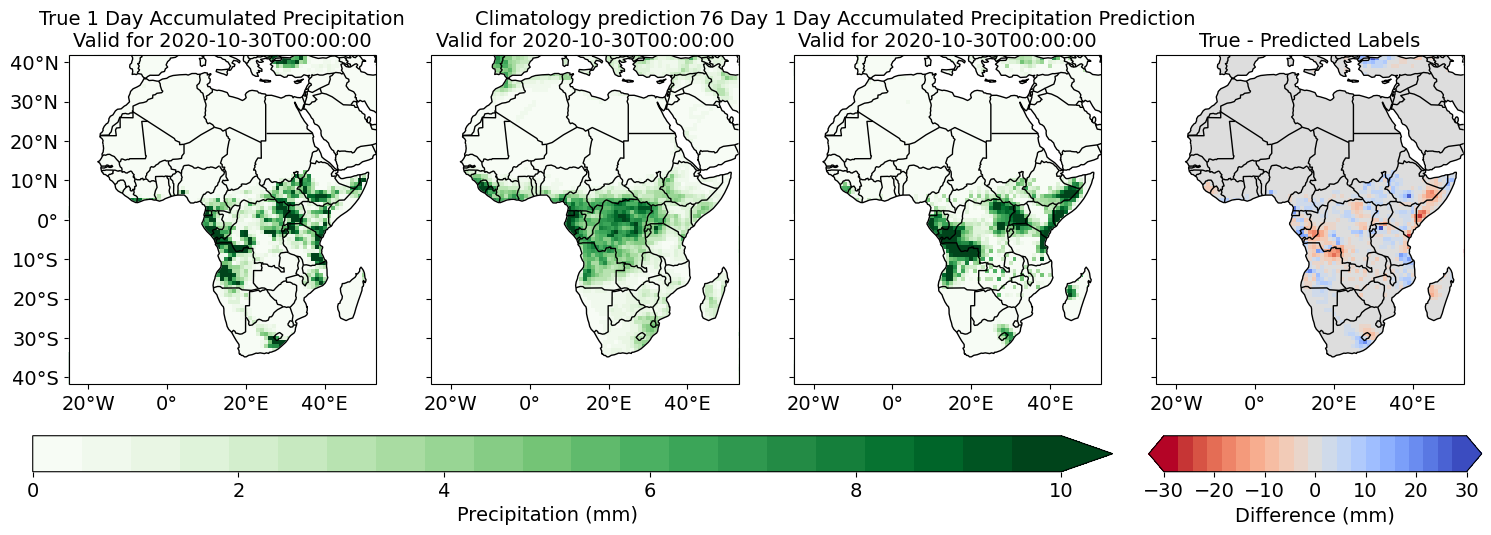 True 1 Day Accumulated Precipitation
Valid for 2020-10-30T00:00:00
Climatology prediction
Valid for 2020-10-30T00:00:00
76 Day 1 Day Accumulated Precipitation Prediction
Valid for 2020-10-30T00:00:00
True - Predicted Labels
40°N
30°N
20°N
10°N
0°
10°S
20°S
30°S
40°S
20°W 0° 20°E 40°E
20°W 0° 20°E 40°E
20°W 0° 20°E 40°E
20°W 0° 20°E 40°E
0 2 4 6 8 10
Precipitation (mm)
−30 −20 −10 0 10 20 30
Difference (mm)